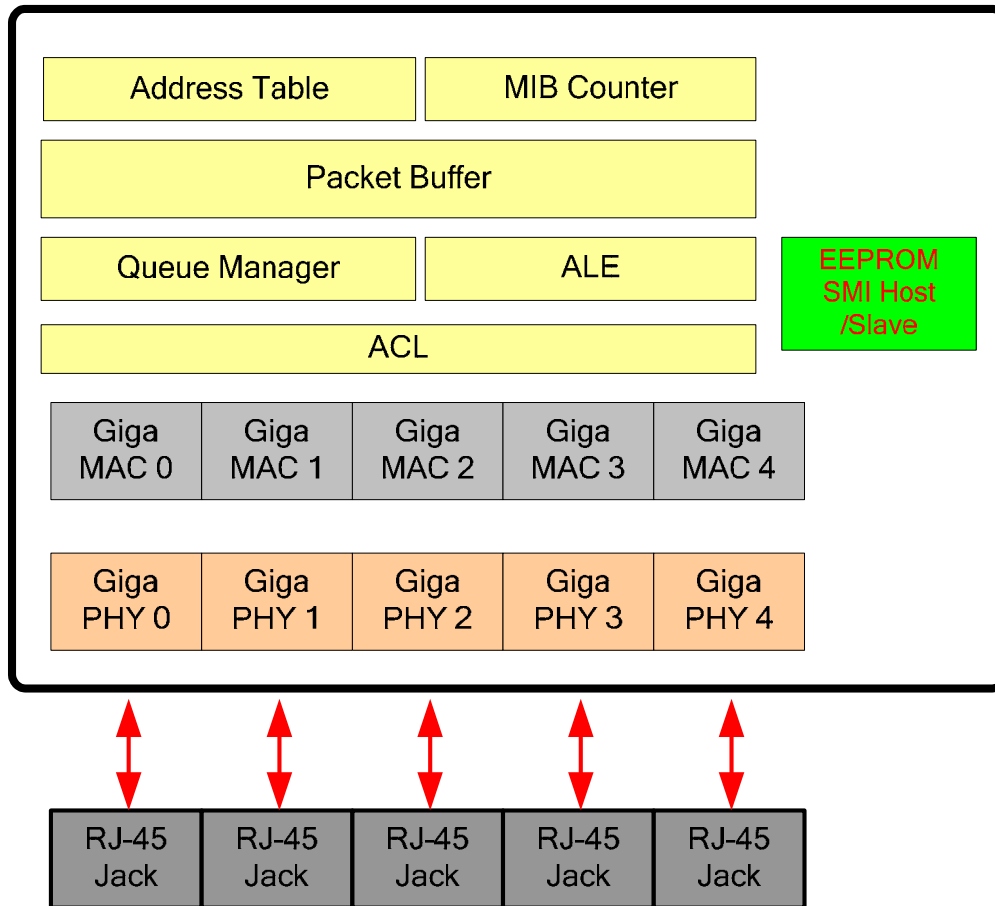 Address Table
MIB Counter
Packet Buffer
Queue Manager
ALE
EEPROM
SMI Host
/Slave
ACL
Giga
MAC 0
Giga
MAC 1
Giga
MAC 2
Giga
MAC 3
Giga
MAC 4
Giga
PHY 0
Giga
PHY 1
Giga
PHY 2
Giga
PHY 3
Giga
PHY 4
RJ-45
Jack
RJ-45
Jack
RJ-45
Jack
RJ-45
Jack
RJ-45
Jack